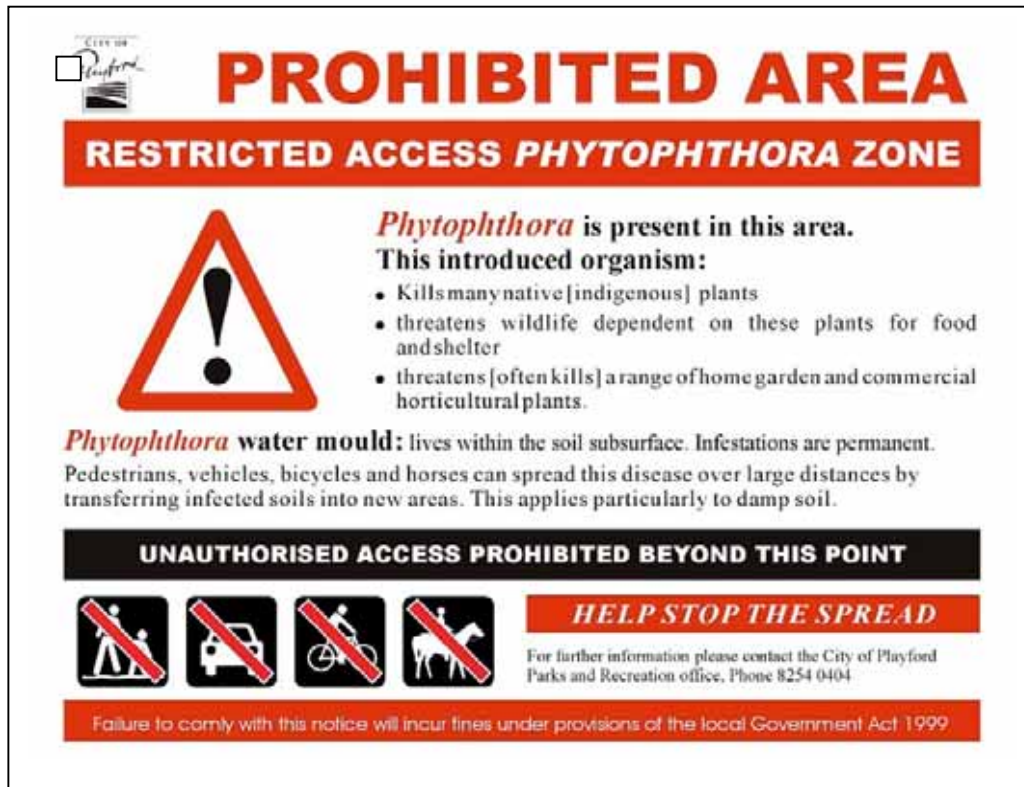 CITY OF
Playford
PROHIBITED AREA
RESTRICTED ACCESS PHYTOPHTHORA ZONE
Phytophthora is present in this area.
This introduced organism:
• Kills many native [indigenous] plants
• threatens wildlife dependent on these plants for food
and shelter
• threatens [often kills] a range of home garden and commercial
horticultural plants.
Phytophthora water mould: lives within the soil subsurface. Infestations are permanent.
Pedestrians, vehicles, bicycles and horses can spread this disease over large distances by
transferring infected soils into new areas. This applies particularly to damp soil.
UNAUTHORISED ACCESS PROHIBITED BEYOND THIS POINT
HELP STOP THE SPREAD
For further information please contact the City of Playford
Parks and Recreation office, Phone 8254 0404
Failure to comly with this notice will incur fines under provisions of the local Government Act 1999